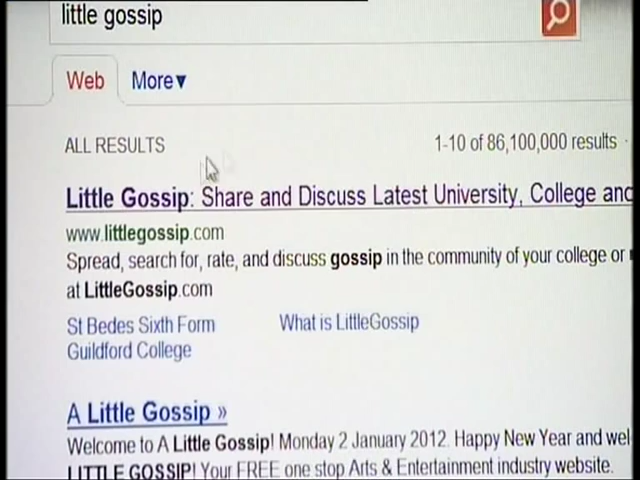 little gossip
Web More▼
ALL RESULTS 1-10 of 86,100,000 results ·
Little Gossip: Share and Discuss Latest University, College and
www.littlegossip.com
Spread, search for, rate, and discuss gossip in the community of your college or
at LittleGossip.com
St Bedes Sixth Form What is LittleGossip
Guildford College
A Little Gossip »
Welcome to A Little Gossip! Monday 2 January 2012. Happy New Year and wel
LITTLE GOSSIP! Your FREE one stop Arts & Entertainment industry website.